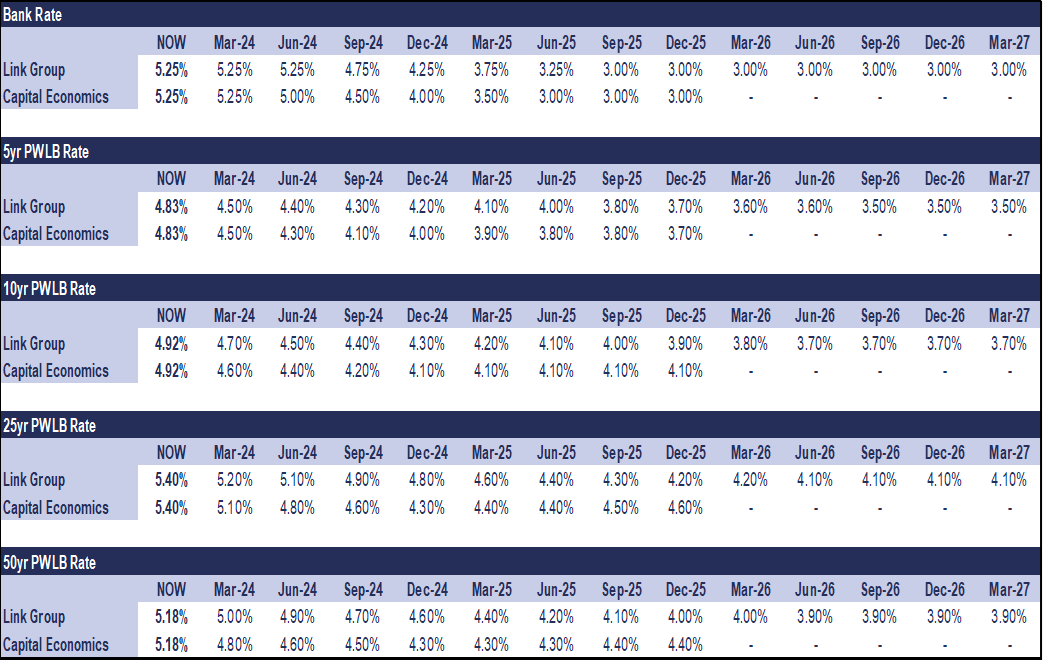 Bank Rate
NOW Mar-24 Jun-24 Sep-24 Dec-24 Mar-25 Jun-25 Sep-25 Dec-25 Mar-26 Jun-26 Sep-26 Dec-26 Mar-27
Link Group 5.25% 5.25% 5.25% 4.75% 4.25% 3.75% 3.25% 3.00% 3.00% 3.00% 3.00% 3.00% 3.00% 3.00%
Capital Economics 5.25% 5.25% 5.00% 4.50% 4.00% 3.50% 3.00% 3.00% 3.00% - - - - -
5yr PWLB Rate
NOW Mar-24 Jun-24 Sep-24 Dec-24 Mar-25 Jun-25 Sep-25 Dec-25 Mar-26 Jun-26 Sep-26 Dec-26 Mar-27
Link Group 4.83% 4.50% 4.40% 4.30% 4.20% 4.10% 4.00% 3.80% 3.70% 3.60% 3.60% 3.50% 3.50% 3.50%
Capital Economics 4.83% 4.50% 4.30% 4.10% 4.00% 3.90% 3.80% 3.80% 3.70% - - - - -
10yr PWLB Rate
NOW Mar-24 Jun-24 Sep-24 Dec-24 Mar-25 Jun-25 Sep-25 Dec-25 Mar-26 Jun-26 Sep-26 Dec-26 Mar-27
Link Group 4.92% 4.70% 4.50% 4.40% 4.30% 4.20% 4.10% 4.00% 3.90% 3.80% 3.70% 3.70% 3.70% 3.70%
Capital Economics 4.92% 4.60% 4.40% 4.20% 4.10% 4.10% 4.10% 4.10% 4.10% - - - - -
25yr PWLB Rate
NOW Mar-24 Jun-24 Sep-24 Dec-24 Mar-25 Jun-25 Sep-25 Dec-25 Mar-26 Jun-26 Sep-26 Dec-26 Mar-27
Link Group 5.40% 5.20% 5.10% 4.90% 4.80% 4.60% 4.40% 4.30% 4.20% 4.20% 4.10% 4.10% 4.10% 4.10%
Capital Economics 5.40% 5.10% 4.80% 4.60% 4.30% 4.40% 4.40% 4.50% 4.60% - - - - -
50yr PWLB Rate
NOW Mar-24 Jun-24 Sep-24 Dec-24 Mar-25 Jun-25 Sep-25 Dec-25 Mar-26 Jun-26 Sep-26 Dec-26 Mar-27
Link Group 5.18% 5.00% 4.90% 4.70% 4.60% 4.40% 4.20% 4.10% 4.00% 4.00% 3.90% 3.90% 3.90% 3.90%
Capital Economics 5.18% 4.80% 4.60% 4.50% 4.30% 4.30% 4.30% 4.40% 4.40% - - - - -